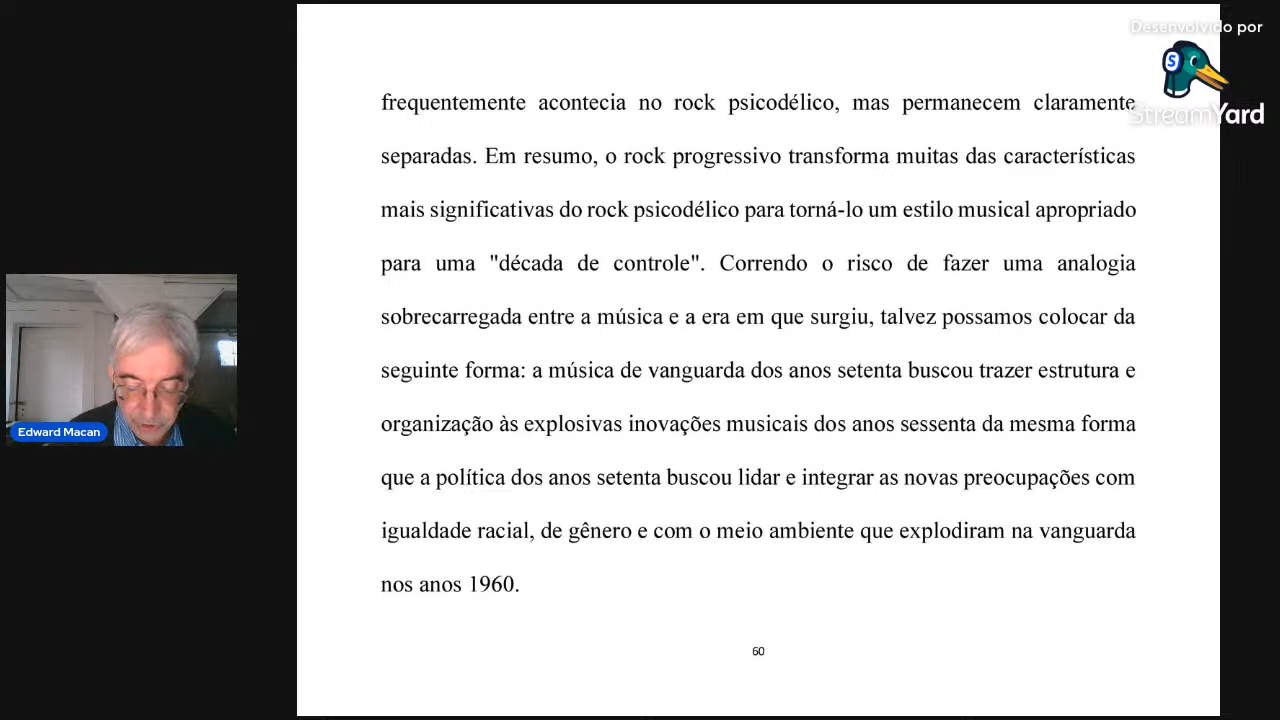 Desenvolvido por
StreamYard
frequentemente acontecia no rock psicodélico, mas permanecem claramente
separadas. Em resumo, o rock progressivo transforma muitas das características
mais significativas do rock psicodélico para torná-lo um estilo musical apropriado
para uma "década de controle". Correndo o risco de fazer uma analogia
sobrecarregada entre a música e a era em que surgiu, talvez possamos colocar da
seguinte forma: a música de vanguarda dos anos setenta buscou trazer estrutura e
organização às explosivas inovações musicais dos anos sessenta da mesma forma
que a política dos anos setenta buscou lidar e integrar as novas preocupações com
igualdade racial, de gênero e com o meio ambiente que explodiram na vanguarda
nos anos 1960.
60
Edward Macan